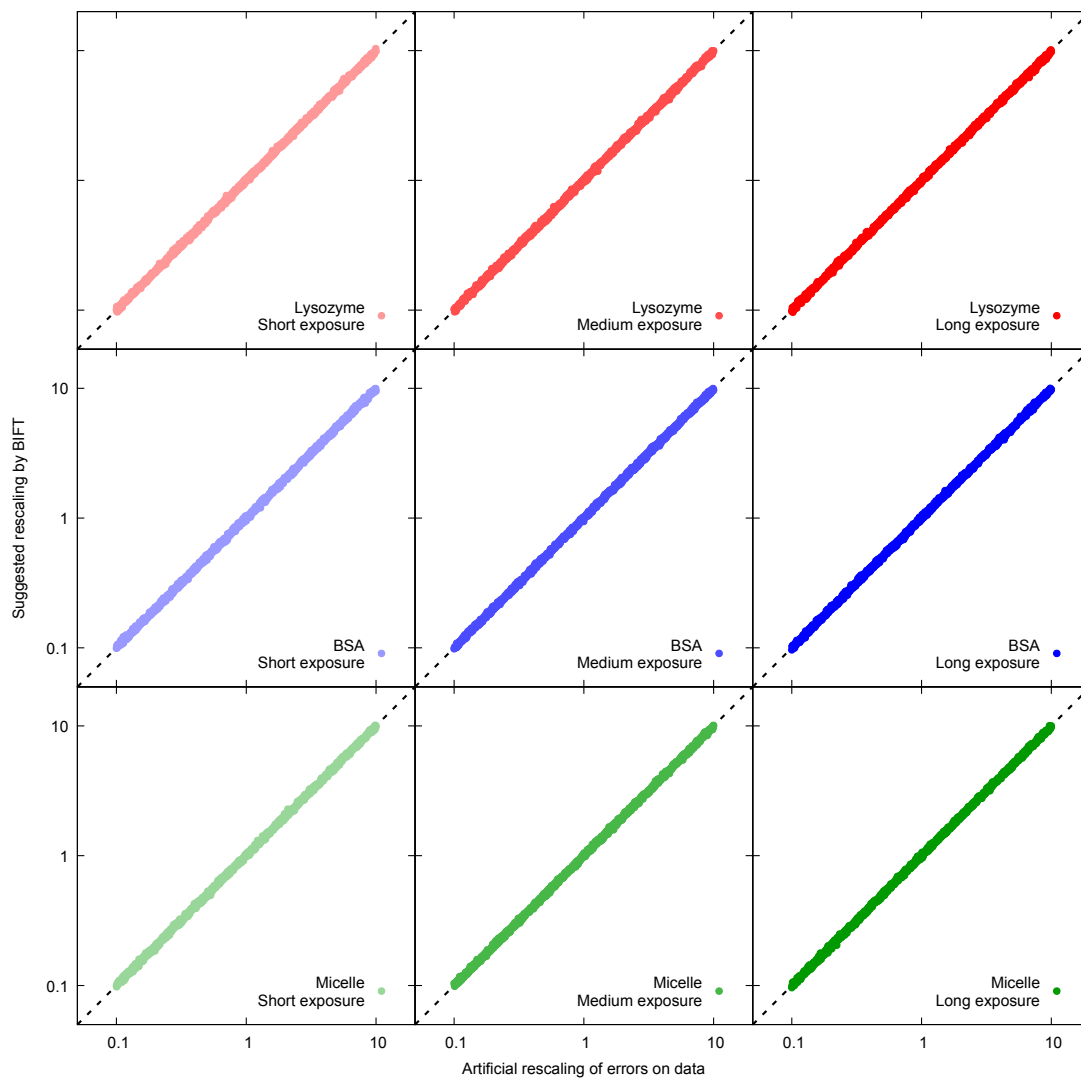 Lysozyme
Short exposure
Lysozyme
Medium exposure
Lysozyme
Long exposure
Suggested rescaling by BIFT
10
1
0.1
BSA
Short exposure
BSA
Medium exposure
BSA
Long exposure
10
1
0.1
Micelle
Short exposure
Micelle
Medium exposure
Micelle
Long exposure
0.1 1 10 0.1 1 10 0.1 1 10
Artificial rescaling of errors on data